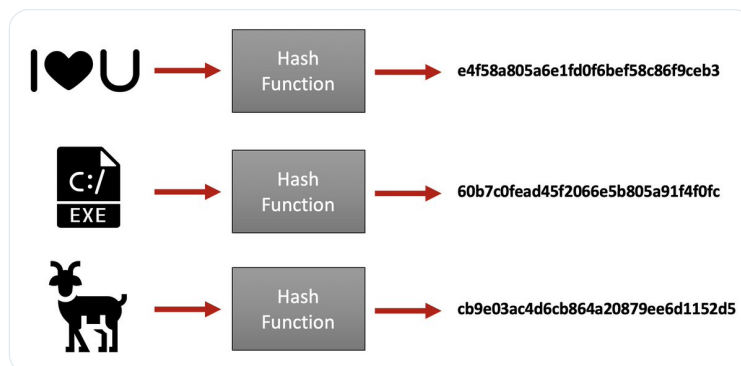 I♥U
Hash
Function
e4f58a805a6e1fd0f6bef58c86f9ceb3
C:/
EXE
Hash
Function
60b7c0fead45f2066e5b805a91f4f0fc
Hash
Function
cb9e03ac4d6cb864a20879ee6d1152d5